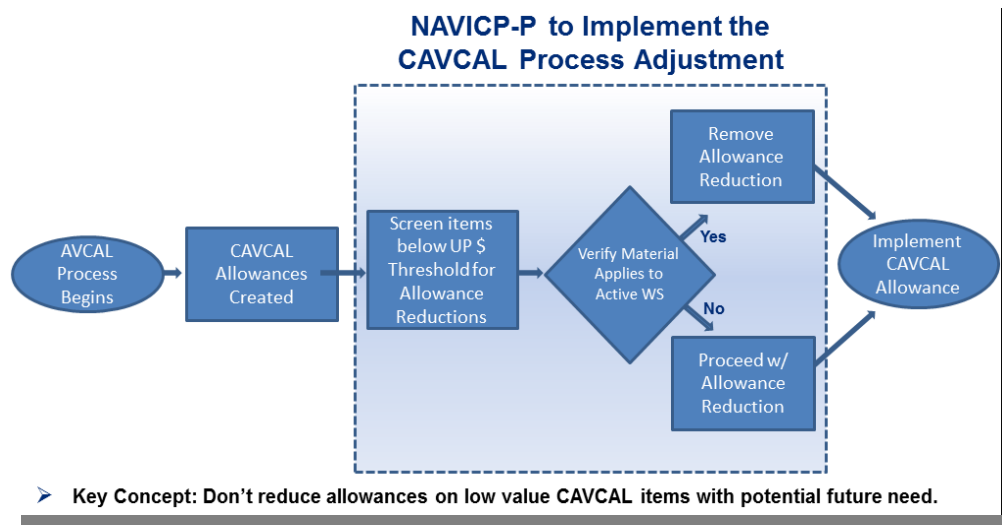 NAVICP-P to Implement the
CAVCAL Process Adjustment
AVCAL
Process
Begins
CAVCAL
Allowances
Created
Screen items
below UP $
Threshold for
Allowance
Reductions
Verify Material
Applies to
Active WS
Yes
No
Remove
Allowance
Reduction
Proceed w/
Allowance
Reduction
Implement
CAVCAL
Allowance
Key Concept: Don't reduce allowances on low value CAVCAL items with potential future need.